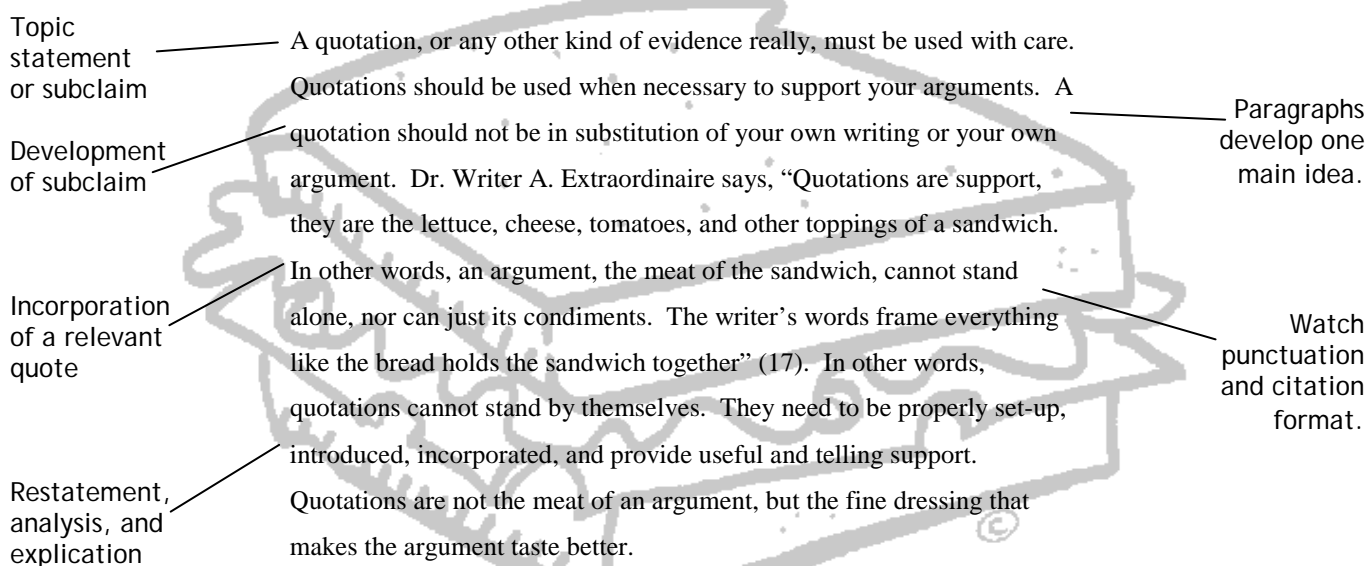 Topic
statement
or subclaim
Development
of subclaim
Incorporation
of a relevant
quote
Restatement,
analysis, and
explication
A quotation, or any other kind of evidence really, must be used with care.
Quotations should be used when necessary to support your arguments.  A
quotation should not be in substitution of your own writing or your own
argument.  Dr. Writer A. Extraordinaire says, “Quotations are support,
they are the lettuce, cheese, tomatoes, and other toppings of a sandwich.
In other words, an argument, the meat of the sandwich, cannot stand
alone, nor can just its condiments.  The writer’s words frame everything
like the bread holds the sandwich together” (17).  In other words,
quotations cannot stand by themselves.  They need to be properly set-up,
introduced, incorporated, and provide useful and telling support.
Quotations are not the meat of an argument, but the fine dressing that
makes the argument taste better.
©
Paragraphs
develop one
main idea.
Watch
punctuation
and citation
format.